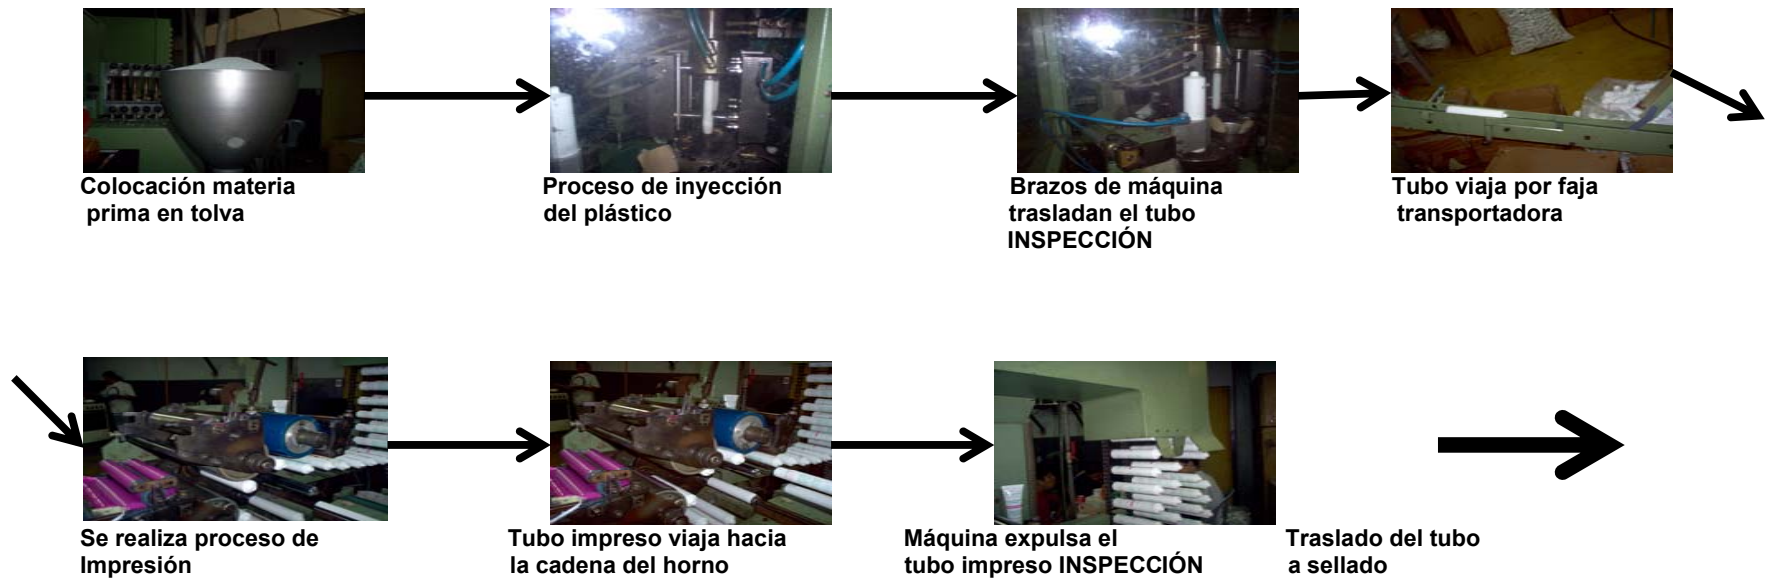 Colocación materia
prima en tolva
Proceso de inyección
del plástico
Brazos de máquina
trasladan el tubo
INSPECCIÓN
Tubo viaja por faja
transportadora
Se realiza proceso de
Impresión
Tubo impreso viaja hacia
la cadena del horno
Máquina expulsa el
tubo impreso INSPECCIÓN
Traslado del tubo
a sellado